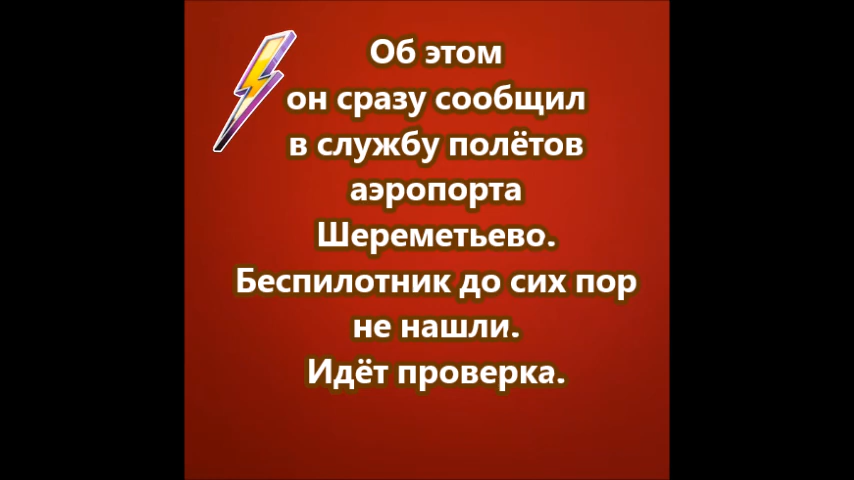 Об этом
он сразу сообщил
в службу полётов
аэропорта
Шереметьево.
Беспилотник до сих пор
не нашли.
Идёт проверка.